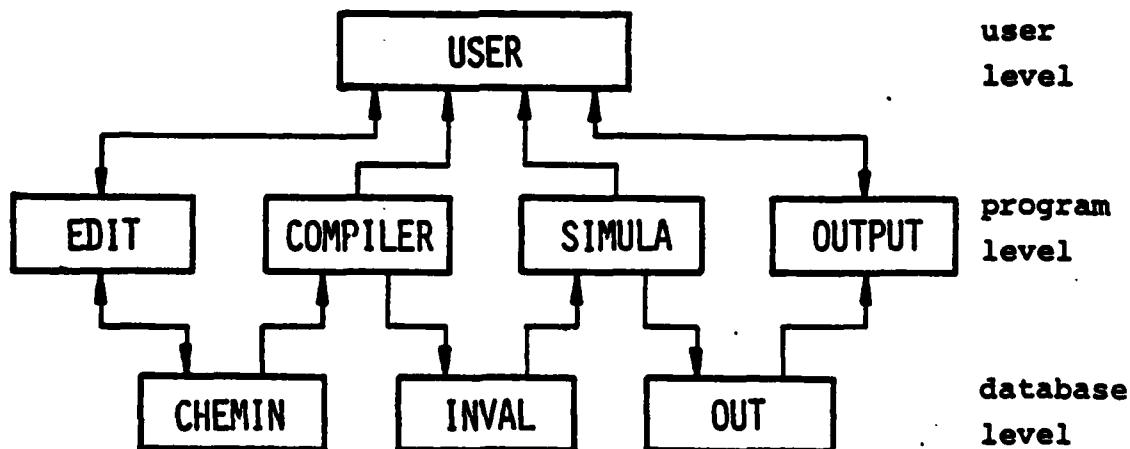 USER
user
level
EDIT
COMPILER
SIMULA
OUTPUT
program
level
CHEMIN
INVAL
OUT
database
level